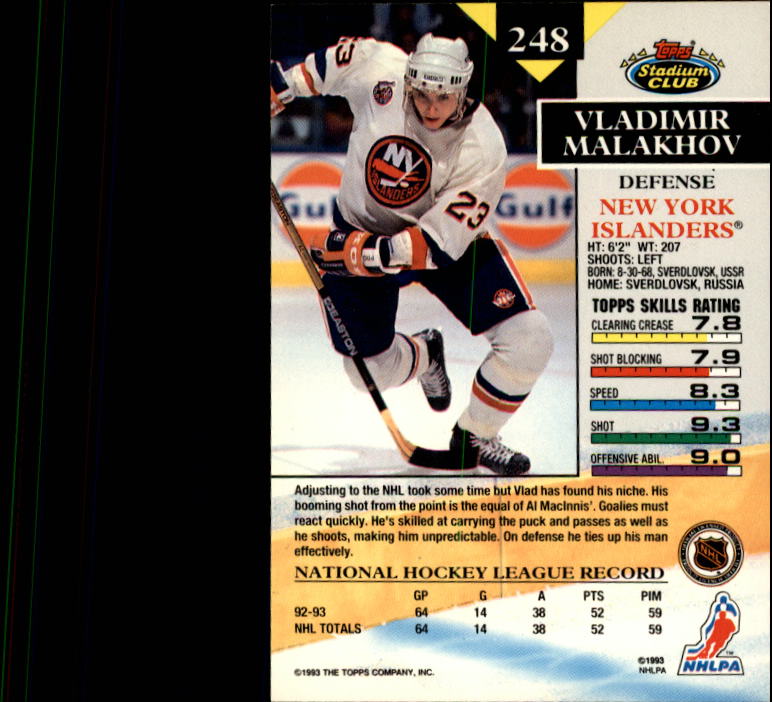 248
Topps
Stadium
CLUB
VLADIMIR
MALAKHOV
DEFENSE
NEW YORK
ISLANDERS®
HT: 6'2" WT: 207
SHOOTS: LEFT
BORN: 8-30-68, SVERDLOVSK, USSR
HOME: SVERDLOVSK, RUSSIA
TOPPS SKILLS RATING
CLEARING CREASE 7.8
SHOT BLOCKING 7.9
SPEED 8.3
SHOT 9.3
OFFENSIVE ABIL. 9.0
23
NY
ISLANDERS
23
Gulf
Gulf
EASTON
Adjusting to the NHL took some time but Vlad has found his niche. His
booming shot from the point is the equal of Al MacInnis'. Goalies must
react quickly. He's skilled at carrying the puck and passes as well as
he shoots, making him unpredictable. On defense he ties up his man
effectively.
NATIONAL HOCKEY LEAGUE RECORD
GP G A PTS PIM
92-93 64 14 38 52 59
NHL TOTALS 64 14 38 52 59
NHL
NHLPA
™
©1993 THE TOPPS COMPANY, INC.
©1993
NHLPA